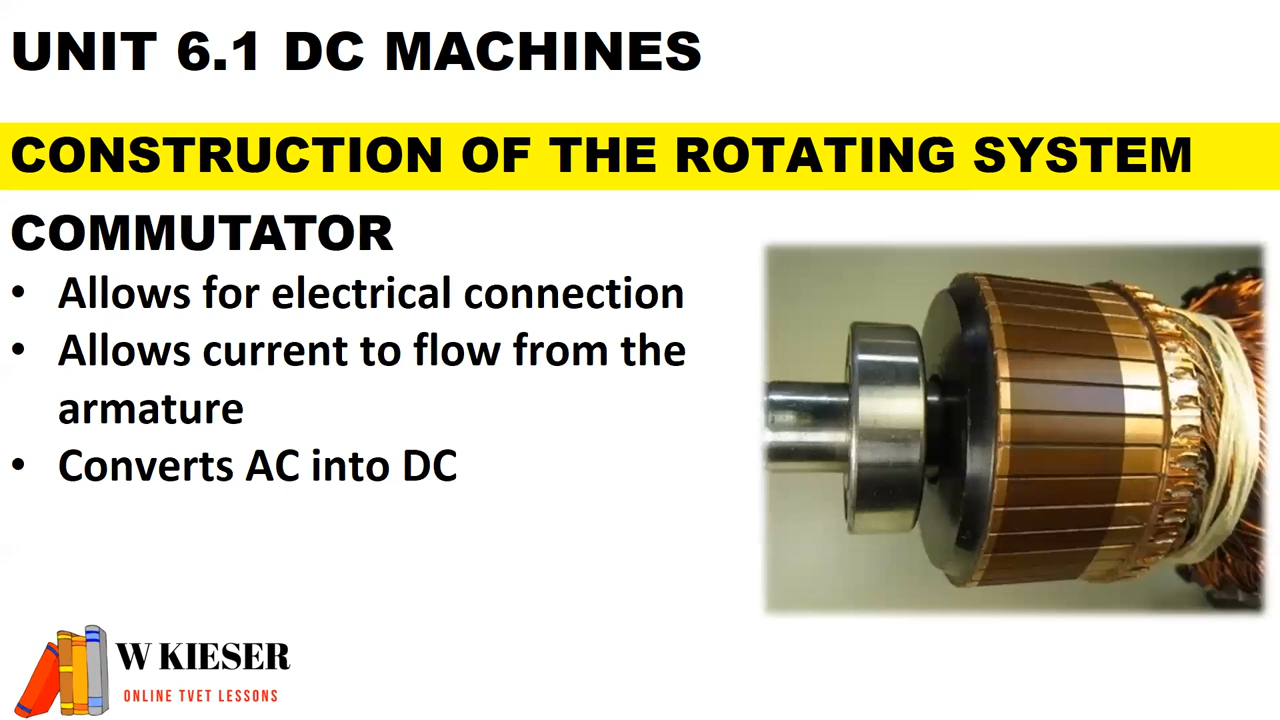 UNIT 6.1 DC MACHINES
CONSTRUCTION OF THE ROTATING SYSTEM
COMMUTATOR
• Allows for electrical connection
• Allows current to flow from the
armature
• Converts AC into DC
W KIESER
ONLINE TVET LESSONS